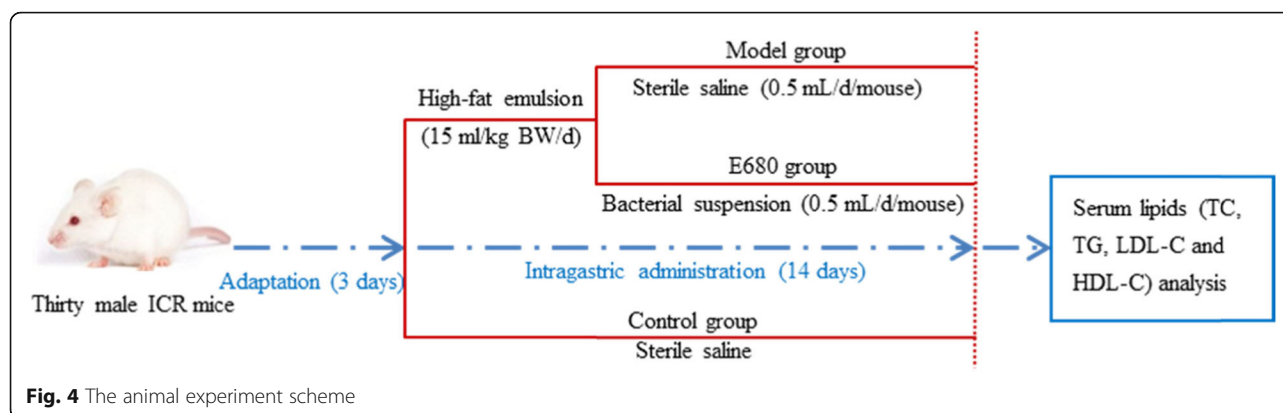 Model group
High-fat emulsion
Sterile saline (0.5 mL/d/mouse)
(15 ml/kg BW/d)
E680 group
Bacterial suspension (0.5 mL/d/mouse)
Serum lipids (TC,
TG, LDL-C and
HDL-C) analysis
Adaptation (3 days)
Intragastric administration (14 days)
Thirty male ICR mice
Control group
Sterile saline
Fig. 4 The animal experiment scheme